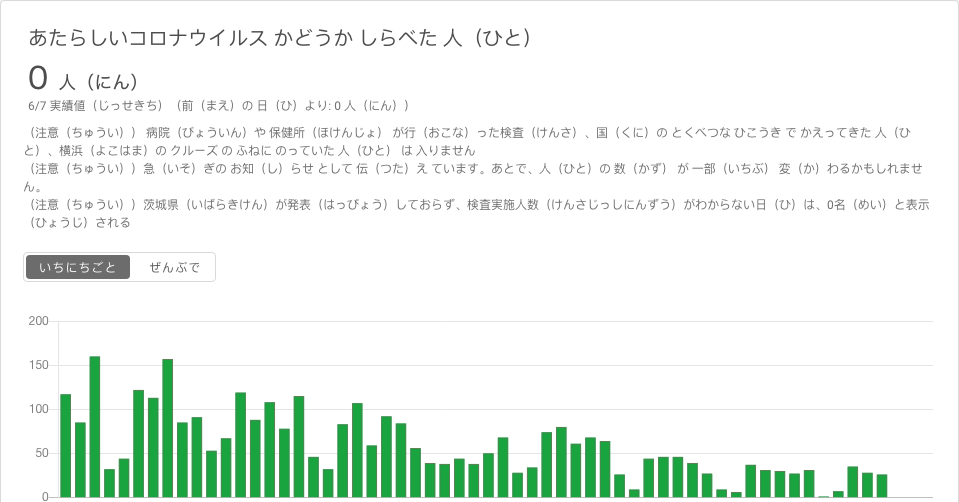 あたらしいコロナウイルス かどうか しらべた 人（ひと）
0 人（にん）
6/7 実績値（じっせきち）（前（まえ）の 日（ひ）より: 0 人（にん））
（注意（ちゅうい）） 病院（びょういん）や 保健所（ほけんじょ） が行（おこな）った検査（けんさ）、国（くに）の とくべつな ひこうき で かえってきた 人（ひ
と）、横浜（よこはま）の クルーズ の ふねに のっていた 人（ひと） は 入りません
（注意（ちゅうい））急（いそ）ぎの お知（し）らせ として 伝（つた）え ています。あとで、人（ひと）の 数（かず） が 一部（いちぶ） 変（か）わるかもしれませ
ん。
（注意（ちゅうい））茨城県（いばらきけん）が発表（はっぴょう）しておらず、検査実施人数（けんさじっしにんずう）がわからない日（ひ）は、0名（めい）と表示
（ひょうじ）される
いちにちごと ぜんぶで
200
150
100
50
0